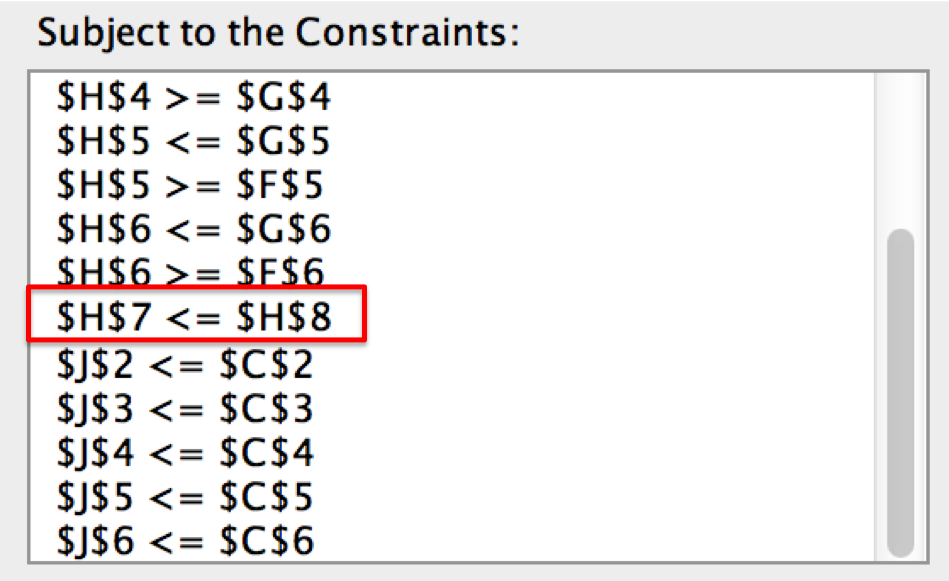 Subject to the Constraints:
$H$4 >= $G$4
$H$5 <= $G$5
$H$5 >= $F$5
$H$6 <= $G$6
$H$6 >= $F$6
$H$7 <= $H$8
$J$2 <= $C$2
$J$3 <= $C$3
$J$4 <= $C$4
$J$5 <= $C$5
$J$6 <= $C$6